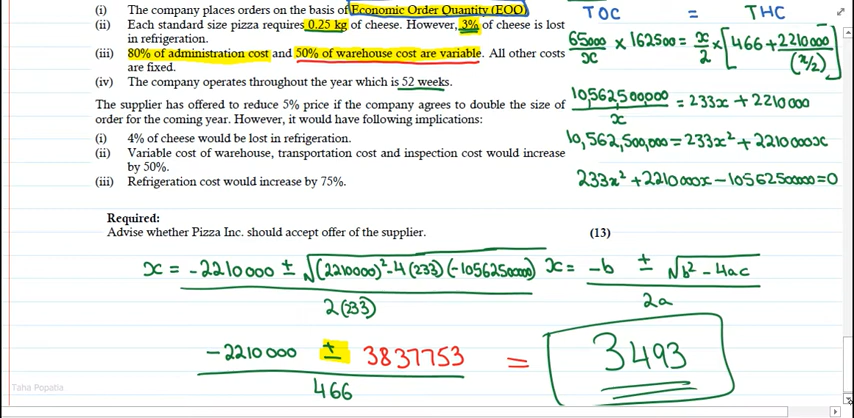 (i) The company places orders on the basis of Economic Order Quantity (EOQ)
(ii) Each standard size pizza requires 0.25 kg of cheese. However, 3% of cheese is lost
in refrigeration.
(iii) 80% of administration cost and 50% of warehouse cost are variable. All other costs
are fixed.
(iv) The company operates throughout the year which is 52 weeks.
The supplier has offered to reduce 5% price if the company agrees to double the size of
order for the coming year. However, it would have following implications:
(i) 4% of cheese would be lost in refrigeration.
(ii) Variable cost of warehouse, transportation cost and inspection cost would increase
by 50%.
(iii) Refrigeration cost would increase by 75%.
Required:
Advise whether Pizza Inc. should accept offer of the supplier. (13)
TOC = THC
65000/x × 162500 = x/2 × [466 + 2210000/(x/2)]
10,562,500,000/x = 233x + 2210000
10,562,500,000 = 233x² + 2210000x
233x² + 2210000x - 10562500000 = 0
x = -2210000 ± √(2210000)² - 4(233)(-10562500000) / 2(233)
x = -b ± √b² - 4ac / 2a
-2210000 ± 3837753 / 466 = 3493
Taha Popatia